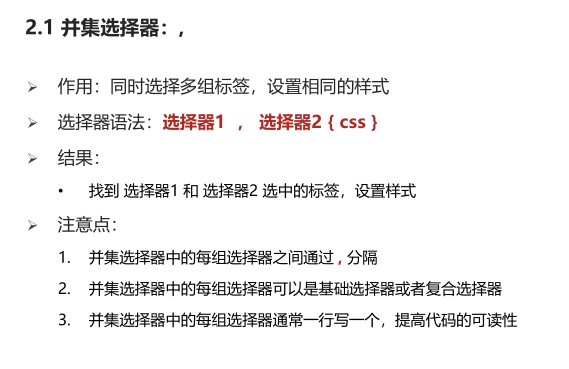 2.1 并集选择器：,
➢ 作用：同时选择多组标签，设置相同的样式
➢ 选择器语法：选择器1 ， 选择器2 { css }
➢ 结果：
• 找到 选择器1 和 选择器2 选中的标签，设置样式
➢ 注意点：
1. 并集选择器中的每组选择器之间通过 , 分隔
2. 并集选择器中的每组选择器可以是基础选择器或者复合选择器
3. 并集选择器中的每组选择器通常一行写一个，提高代码的可读性